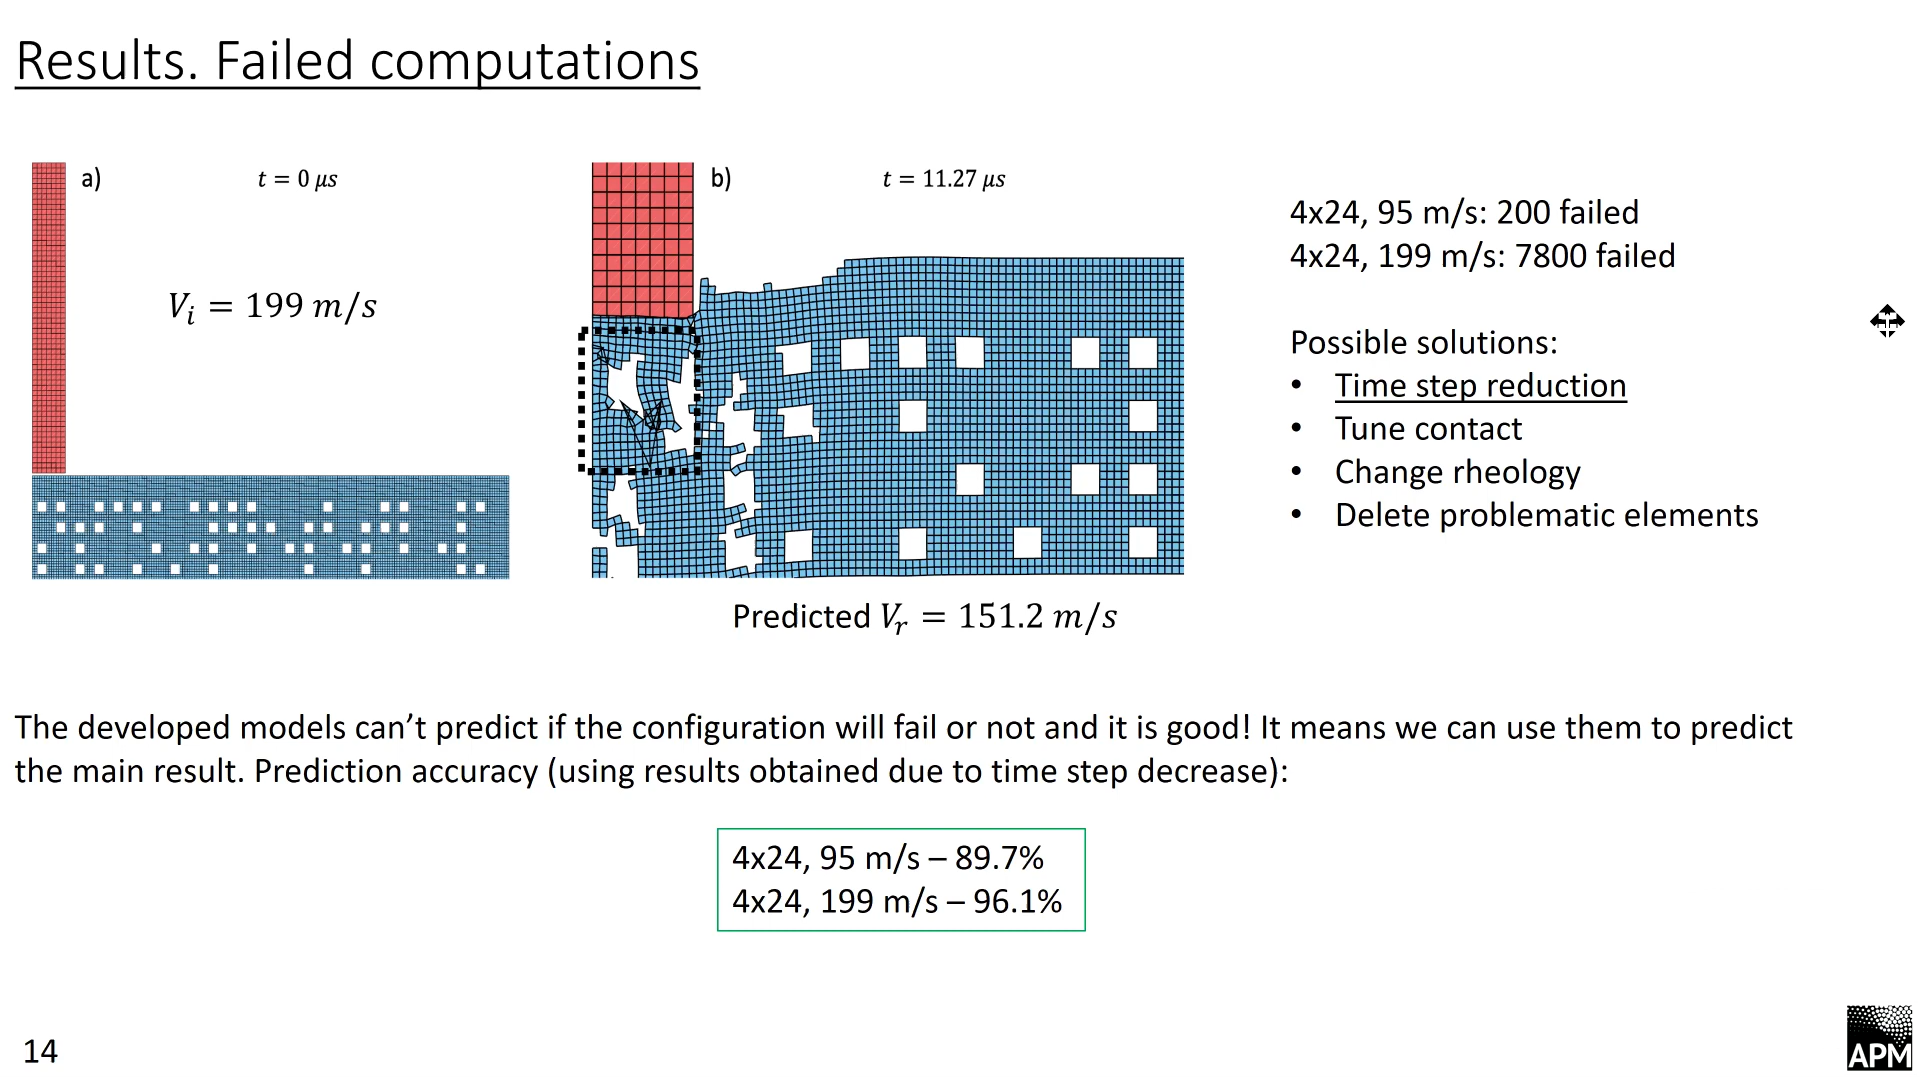 Results. Failed computations
a)
t = 0 μs
V_i = 199 m/s
b)
t = 11.27 μs
Predicted V_r = 151.2 m/s
4x24, 95 m/s: 200 failed
4x24, 199 m/s: 7800 failed
Possible solutions:
• Time step reduction
• Tune contact
• Change rheology
• Delete problematic elements
The developed models can’t predict if the configuration will fail or not and it is good! It means we can use them to predict
the main result. Prediction accuracy (using results obtained due to time step decrease):
4x24, 95 m/s – 89.7%
4x24, 199 m/s – 96.1%
14
APM